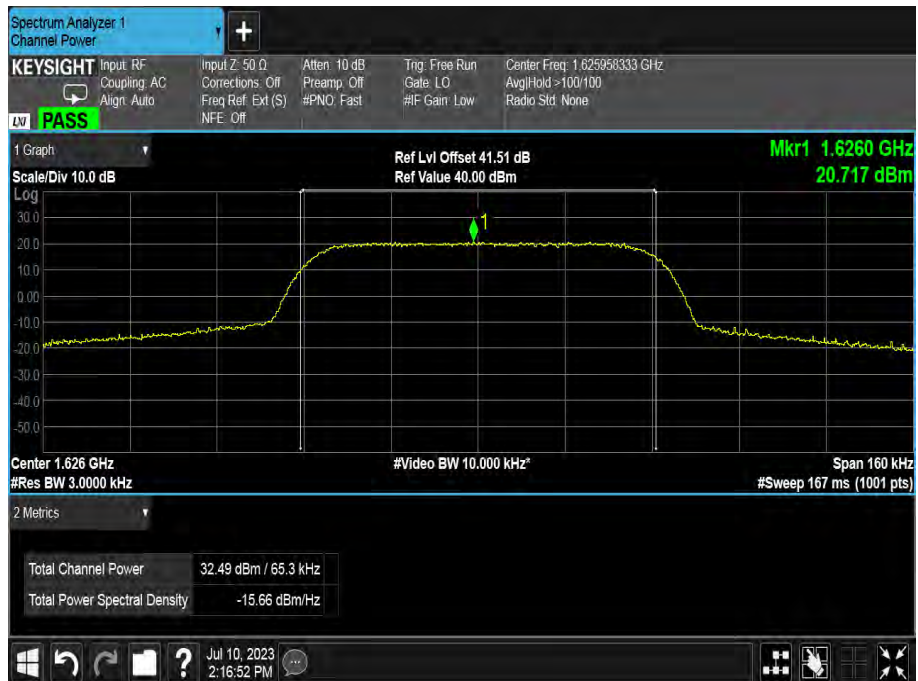 Spectrum Analyzer 1
Channel Power
+
KEYSIGHT
Input: RF
Coupling: AC
Align: Auto
Input Z: 50 Ω
Corrections: Off
Freq Ref: Ext (S)
NFE: Off
Atten: 10 dB
Preamp: Off
#PNO: Fast
Trig: Free Run
Gate: LO
#IF Gain: Low
Center Freq: 1.625958333 GHz
Avg|Hold >100/100
Radio Std: None
LXI PASS
1 Graph
Scale/Div 10.0 dB
Ref Lvl Offset 41.51 dB
Ref Value 40.00 dBm
Mkr1 1.6260 GHz
20.717 dBm
Log
30.0
20.0
10.0
0.00
-10.0
-20.0
-30.0
-40.0
-50.0
1
Center 1.626 GHz
#Res BW 3.0000 kHz
#Video BW 10.000 kHz*
Span 160 kHz
#Sweep 167 ms (1001 pts)
2 Metrics
Total Channel Power 32.49 dBm / 65.3 kHz
Total Power Spectral Density -15.66 dBm/Hz
? Jul 10, 2023
2:16:52 PM